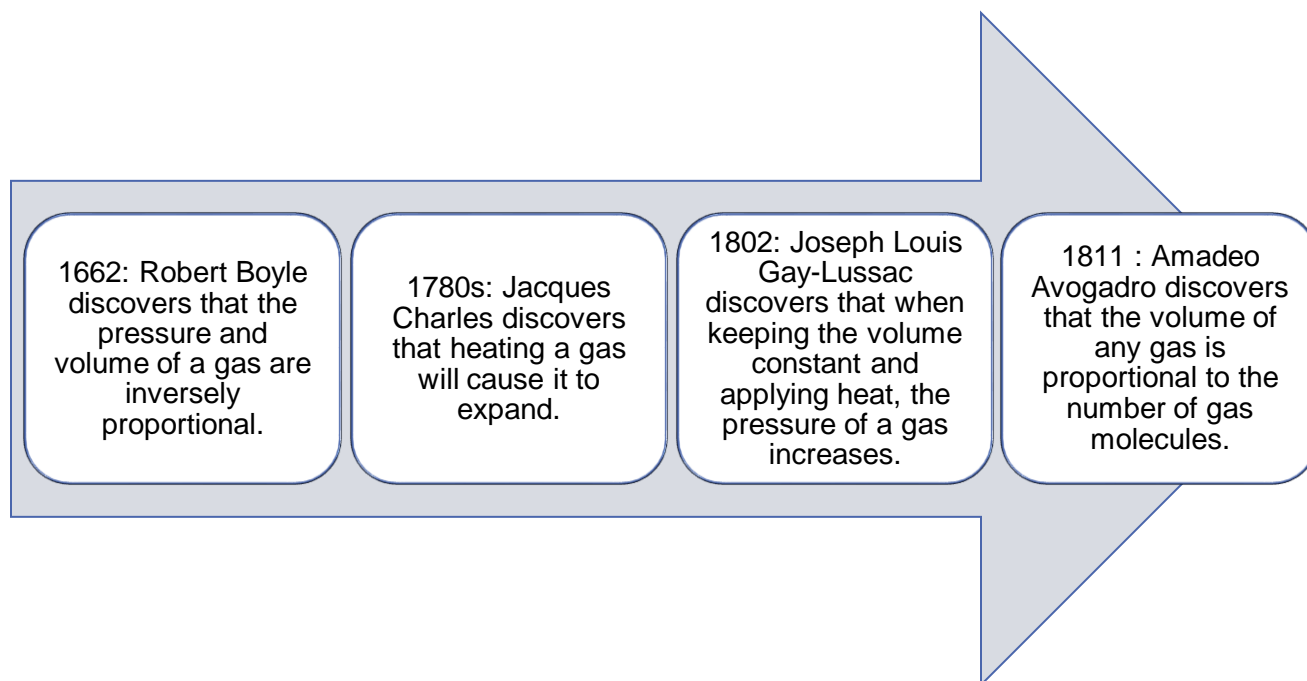 1662: Robert Boyle
discovers that the
pressure and
volume of a gas are
inversely
proportional.
1780s: Jacques
Charles discovers
that heating a gas
will cause it to
expand.
1802: Joseph Louis
Gay-Lussac
discovers that when
keeping the volume
constant and
applying heat, the
pressure of a gas
increases.
1811 : Amadeo
Avogadro discovers
that the volume of
any gas is
proportional to the
number of gas
molecules.